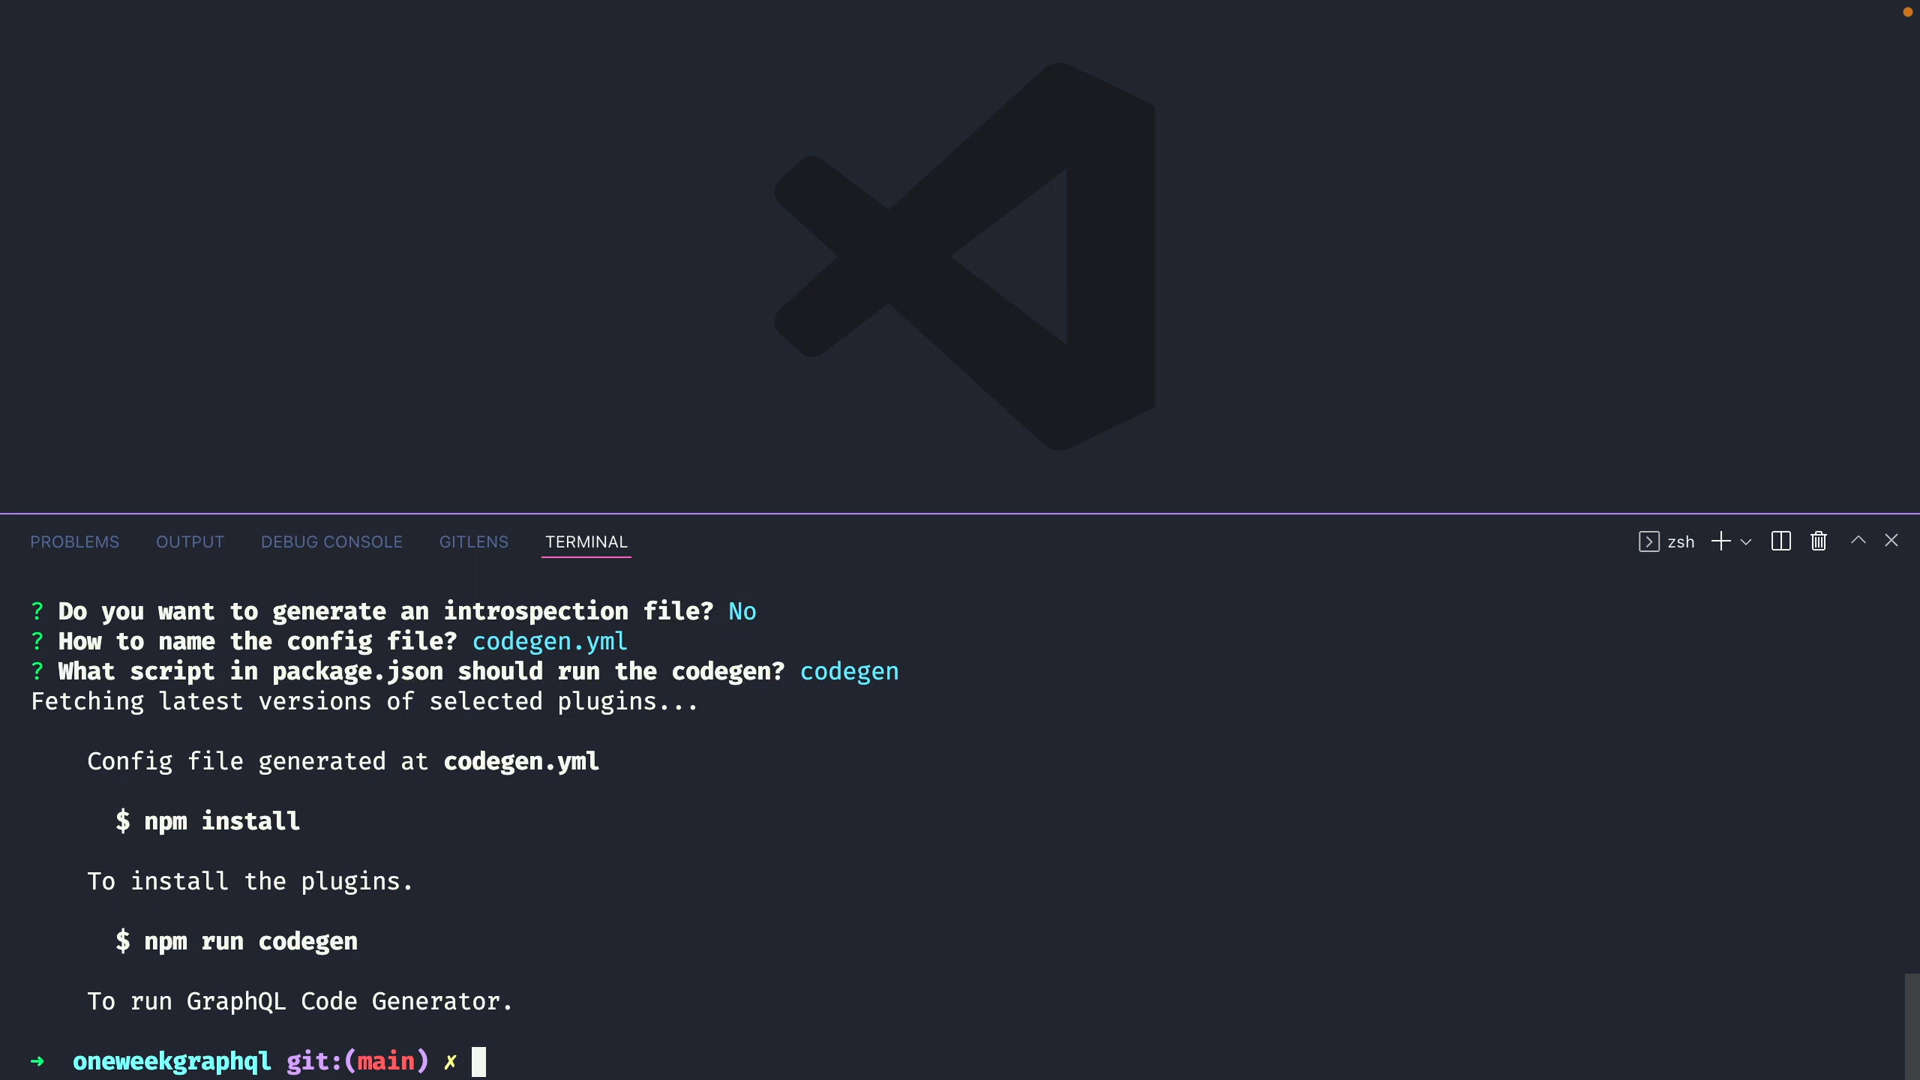 PROBLEMS OUTPUT DEBUG CONSOLE GITLENS TERMINAL zsh
? Do you want to generate an introspection file? No
? How to name the config file? codegen.yml
? What script in package.json should run the codegen? codegen
Fetching latest versions of selected plugins...
Config file generated at codegen.yml
$ npm install
To install the plugins.
$ npm run codegen
To run GraphQL Code Generator.
➜ oneweekgraphql git:(main) ✗